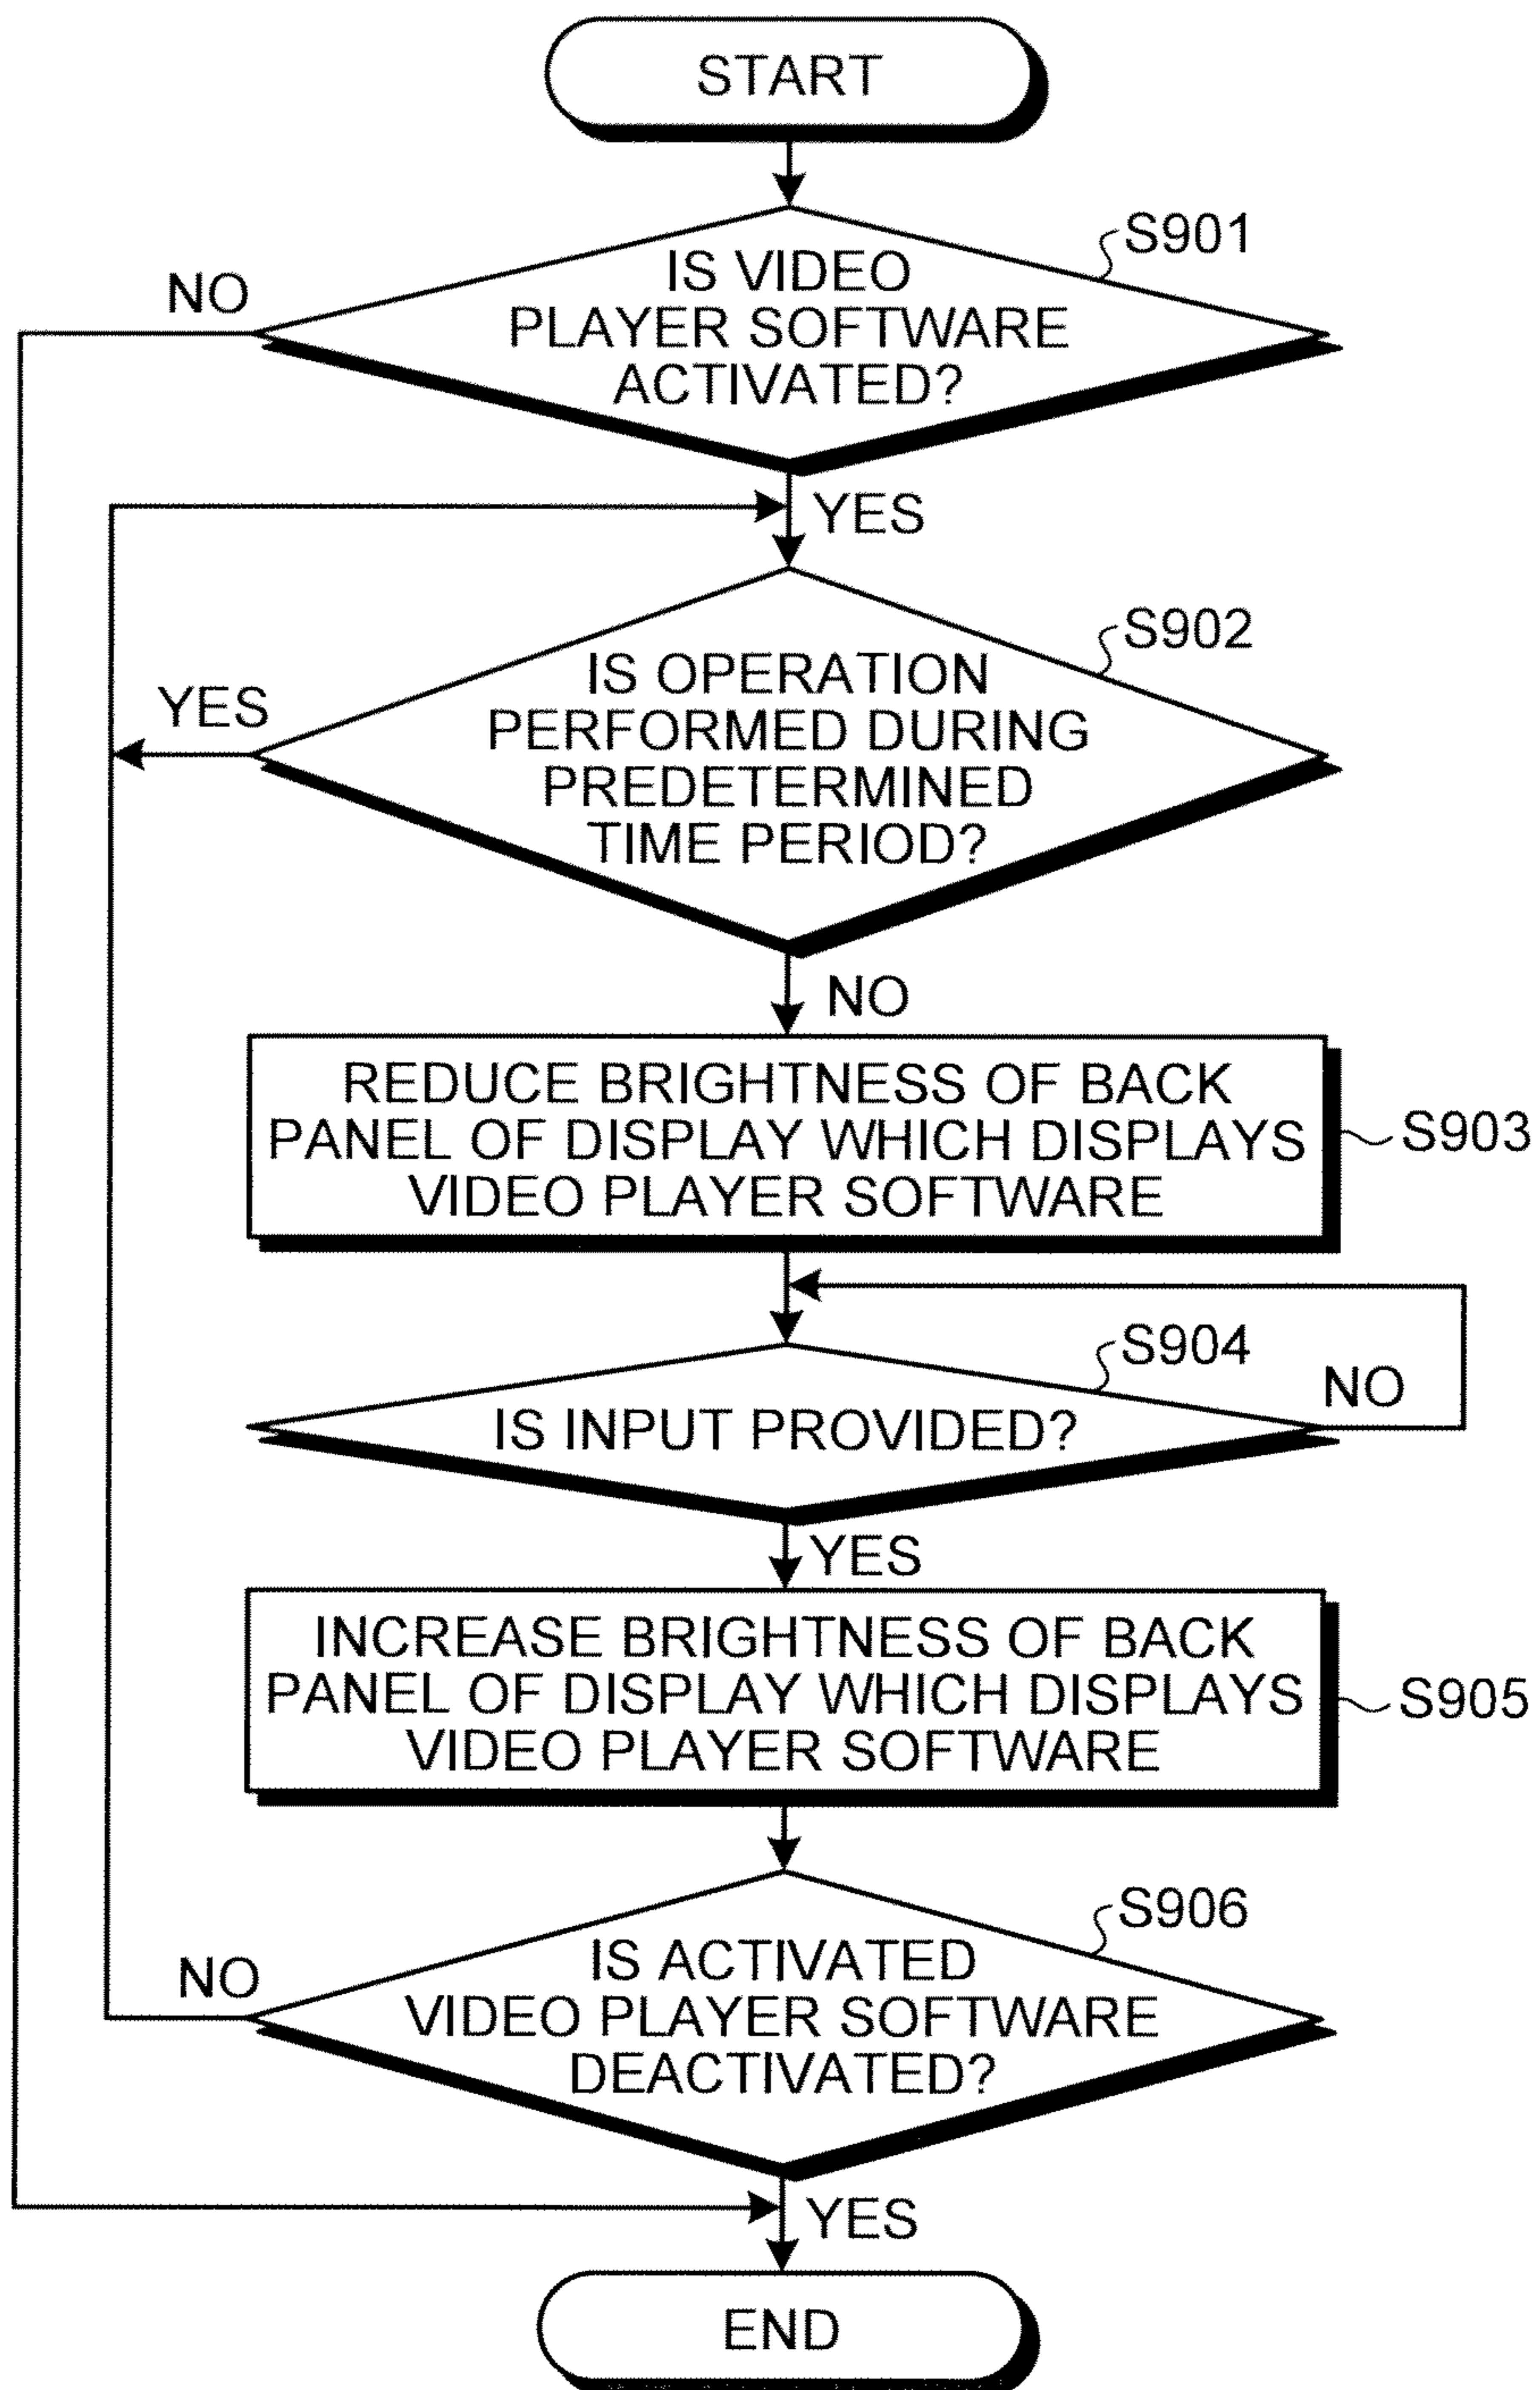 START
S901
IS VIDEO
PLAYER SOFTWARE
ACTIVATED?
NO
YES
S902
IS OPERATION
PERFORMED DURING
PREDETERMINED
TIME PERIOD?
YES
NO
REDUCE BRIGHTNESS OF BACK
PANEL OF DISPLAY WHICH DISPLAYS
VIDEO PLAYER SOFTWARE
S903
S904
IS INPUT PROVIDED?
NO
YES
INCREASE BRIGHTNESS OF BACK
PANEL OF DISPLAY WHICH DISPLAYS
VIDEO PLAYER SOFTWARE
S905
S906
IS ACTIVATED
VIDEO PLAYER SOFTWARE
DEACTIVATED?
NO
YES
END